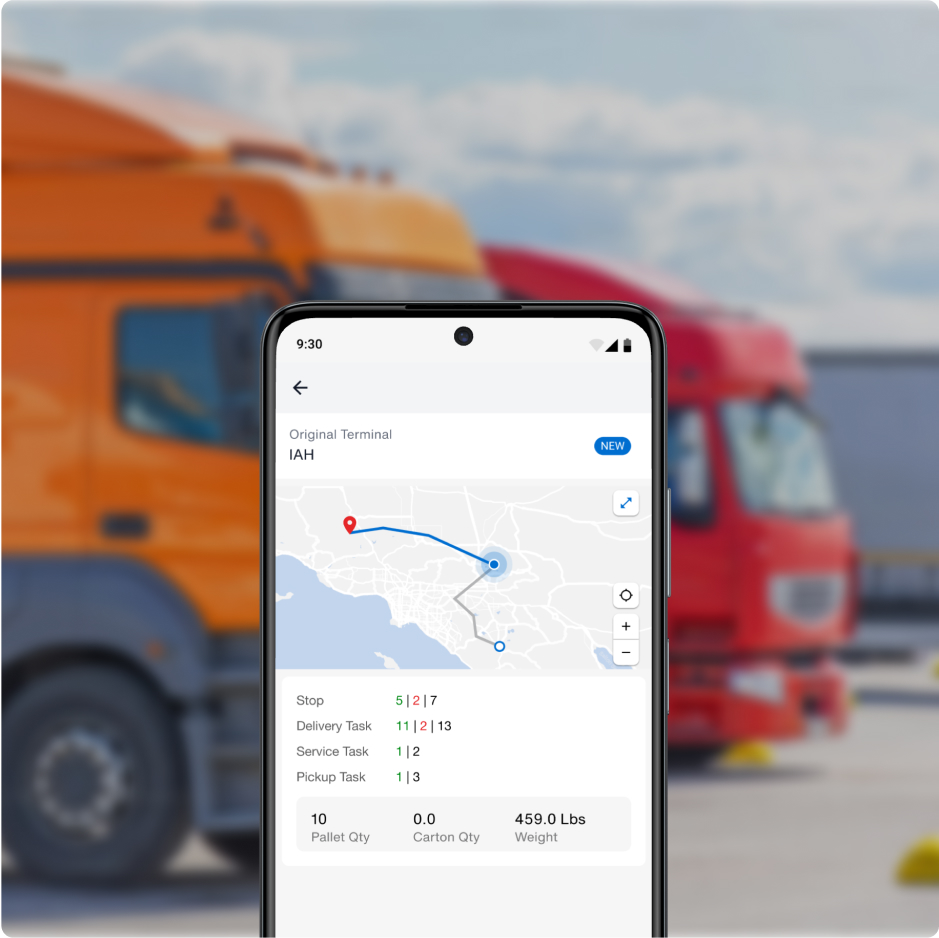 9:30
Original Terminal
IAH
NEW
+
−
Stop 5 | 2 | 7
Delivery Task 11 | 2 | 13
Service Task 1 | 2
Pickup Task 1 | 3
10 0.0 459.0 Lbs
Pallet Qty Carton Qty Weight